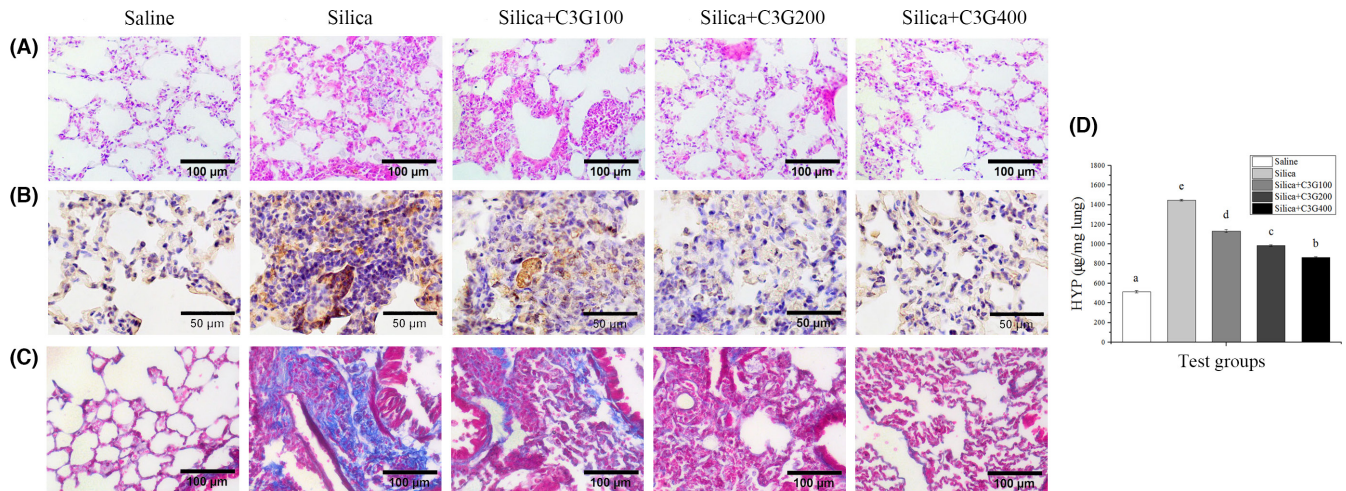 Saline Silica Silica+C3G100 Silica+C3G200 Silica+C3G400
(A)
100 µm 100 µm 100 µm 100 µm 100 µm
(B)
50 µm 50 µm 50 µm 50 µm 50 µm
(C)
100 µm 100 µm 100 µm 100 µm 100 µm
(D)
HYP (µg/mg lung)
1800
1600
1400
1200
1000
800
600
400
200
0
a
e
d
c
b
Saline
Silica
Silica+C3G100
Silica+C3G200
Silica+C3G400
Test groups